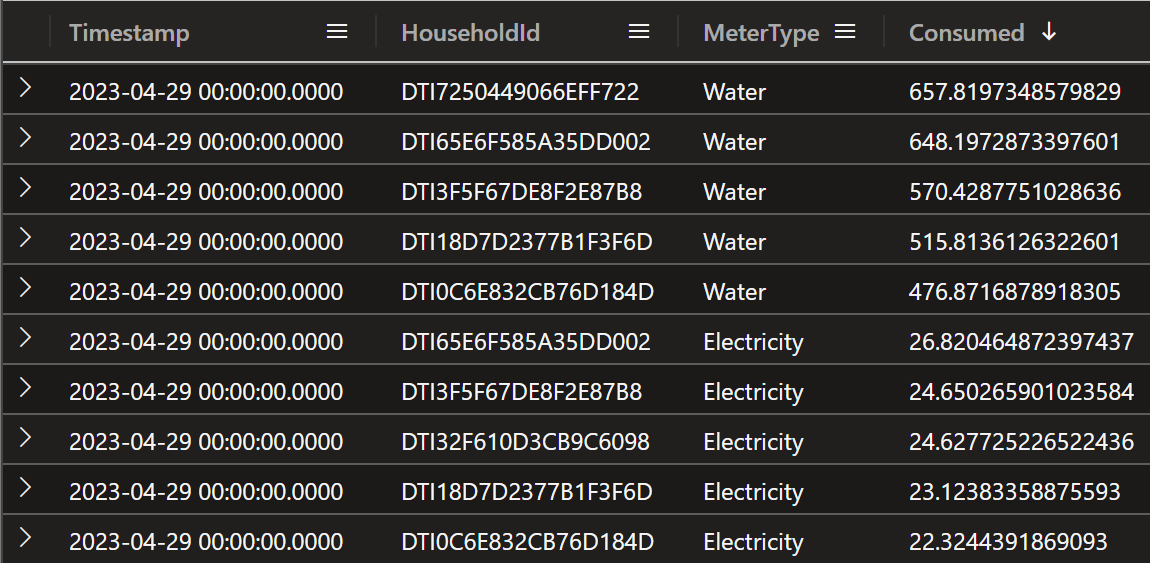 Timestamp HouseholdId MeterType Consumed
2023-04-29 00:00:00.0000 DTI7250449066EFF722 Water 657.8197348579829
2023-04-29 00:00:00.0000 DTI65E6F585A35DD002 Water 648.1972873397601
2023-04-29 00:00:00.0000 DTI3F5F67DE8F2E87B8 Water 570.4287751028636
2023-04-29 00:00:00.0000 DTI18D7D2377B1F3F6D Water 515.8136126322601
2023-04-29 00:00:00.0000 DTI0C6E832CB76D184D Water 476.8716878918305
2023-04-29 00:00:00.0000 DTI65E6F585A35DD002 Electricity 26.820464872397437
2023-04-29 00:00:00.0000 DTI3F5F67DE8F2E87B8 Electricity 24.650265901023584
2023-04-29 00:00:00.0000 DTI32F610D3CB9C6098 Electricity 24.627725226522436
2023-04-29 00:00:00.0000 DTI18D7D2377B1F3F6D Electricity 23.12383358875593
2023-04-29 00:00:00.0000 DTI0C6E832CB76D184D Electricity 22.3244391869093